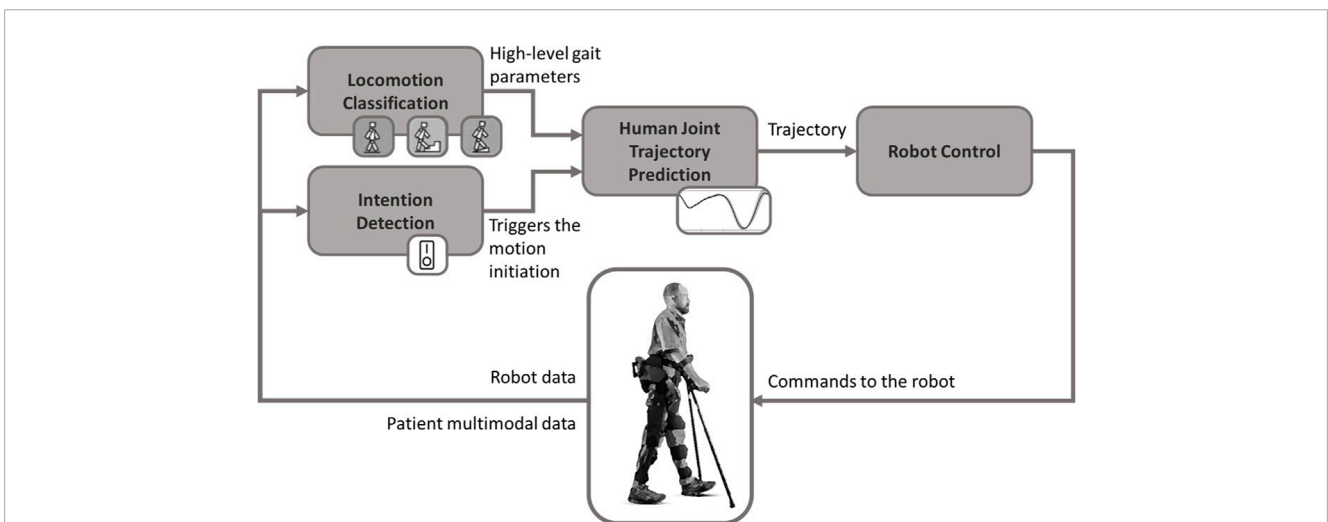 High-level gait
parameters
Locomotion
Classification
Human Joint
Trajectory
Prediction
Trajectory
Robot Control
Intention
Detection
Triggers the
motion
initiation
Robot data
Commands to the robot
Patient multimodal data